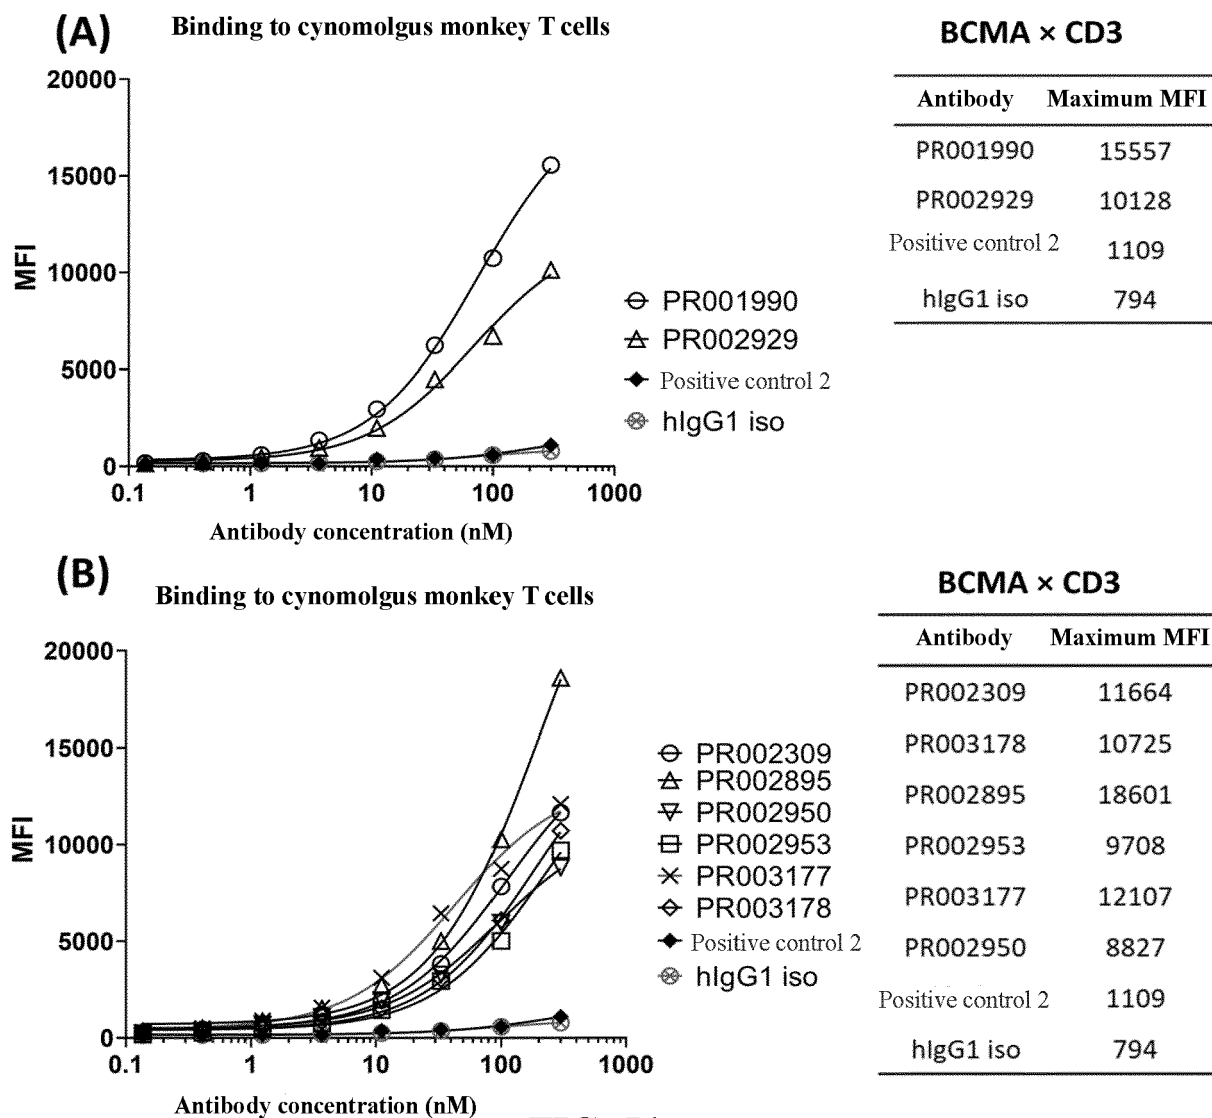 (A)
Binding to cynomolgus monkey T cells
20000
15000
10000
5000
0
MFI
0.1 1 10 100 1000
Antibody concentration (nM)
PR001990
PR002929
Positive control 2
hIgG1 iso
BCMA × CD3
Antibody Maximum MFI
PR001990 15557
PR002929 10128
Positive control 2 1109
hIgG1 iso 794
(B)
Binding to cynomolgus monkey T cells
20000
15000
10000
5000
0
MFI
0.1 1 10 100 1000
Antibody concentration (nM)
PR002309
PR002895
PR002950
PR002953
PR003177
PR003178
Positive control 2
hIgG1 iso
BCMA × CD3
Antibody Maximum MFI
PR002309 11664
PR003178 10725
PR002895 18601
PR002953 9708
PR003177 12107
PR002950 8827
Positive control 2 1109
hIgG1 iso 794